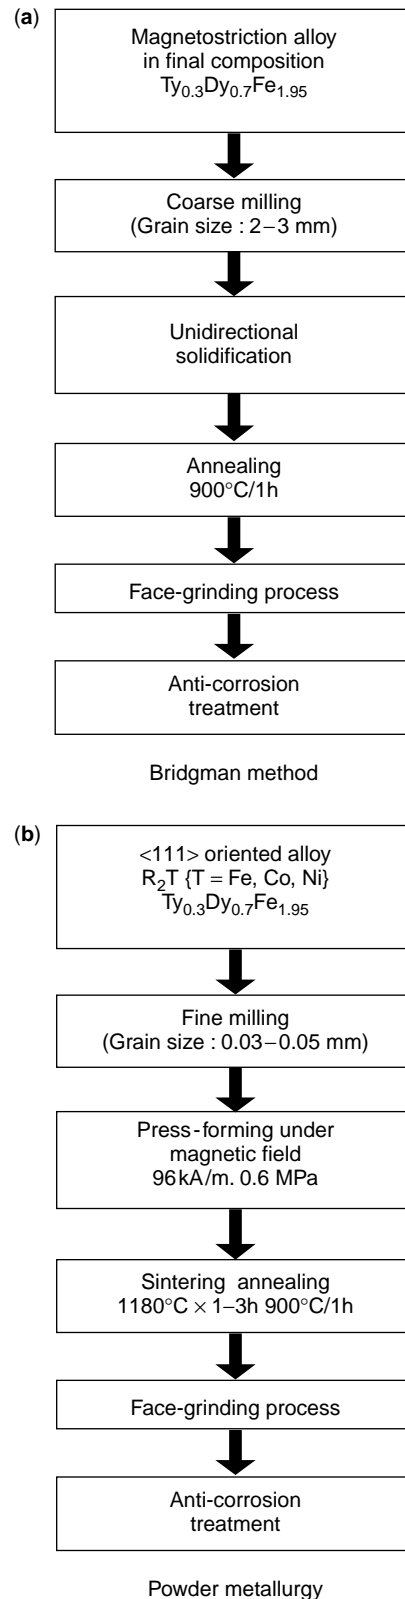 (a)
Magnetostriction alloy
in final composition
Ty0.3Dy0.7Fe1.95
Coarse milling
(Grain size : 2–3 mm)
Unidirectional
solidification
Annealing
900°C/1h
Face-grinding process
Anti-corrosion
treatment
Bridgman method
(b)
<111> oriented alloy
R2T {T = Fe, Co, Ni}
Ty0.3Dy0.7Fe1.95
Fine milling
(Grain size : 0.03–0.05 mm)
Press-forming under
magnetic field
96kA/m. 0.6 MPa
Sintering annealing
1180°C × 1–3h 900°C/1h
Face-grinding process
Anti-corrosion
treatment
Powder metallurgy